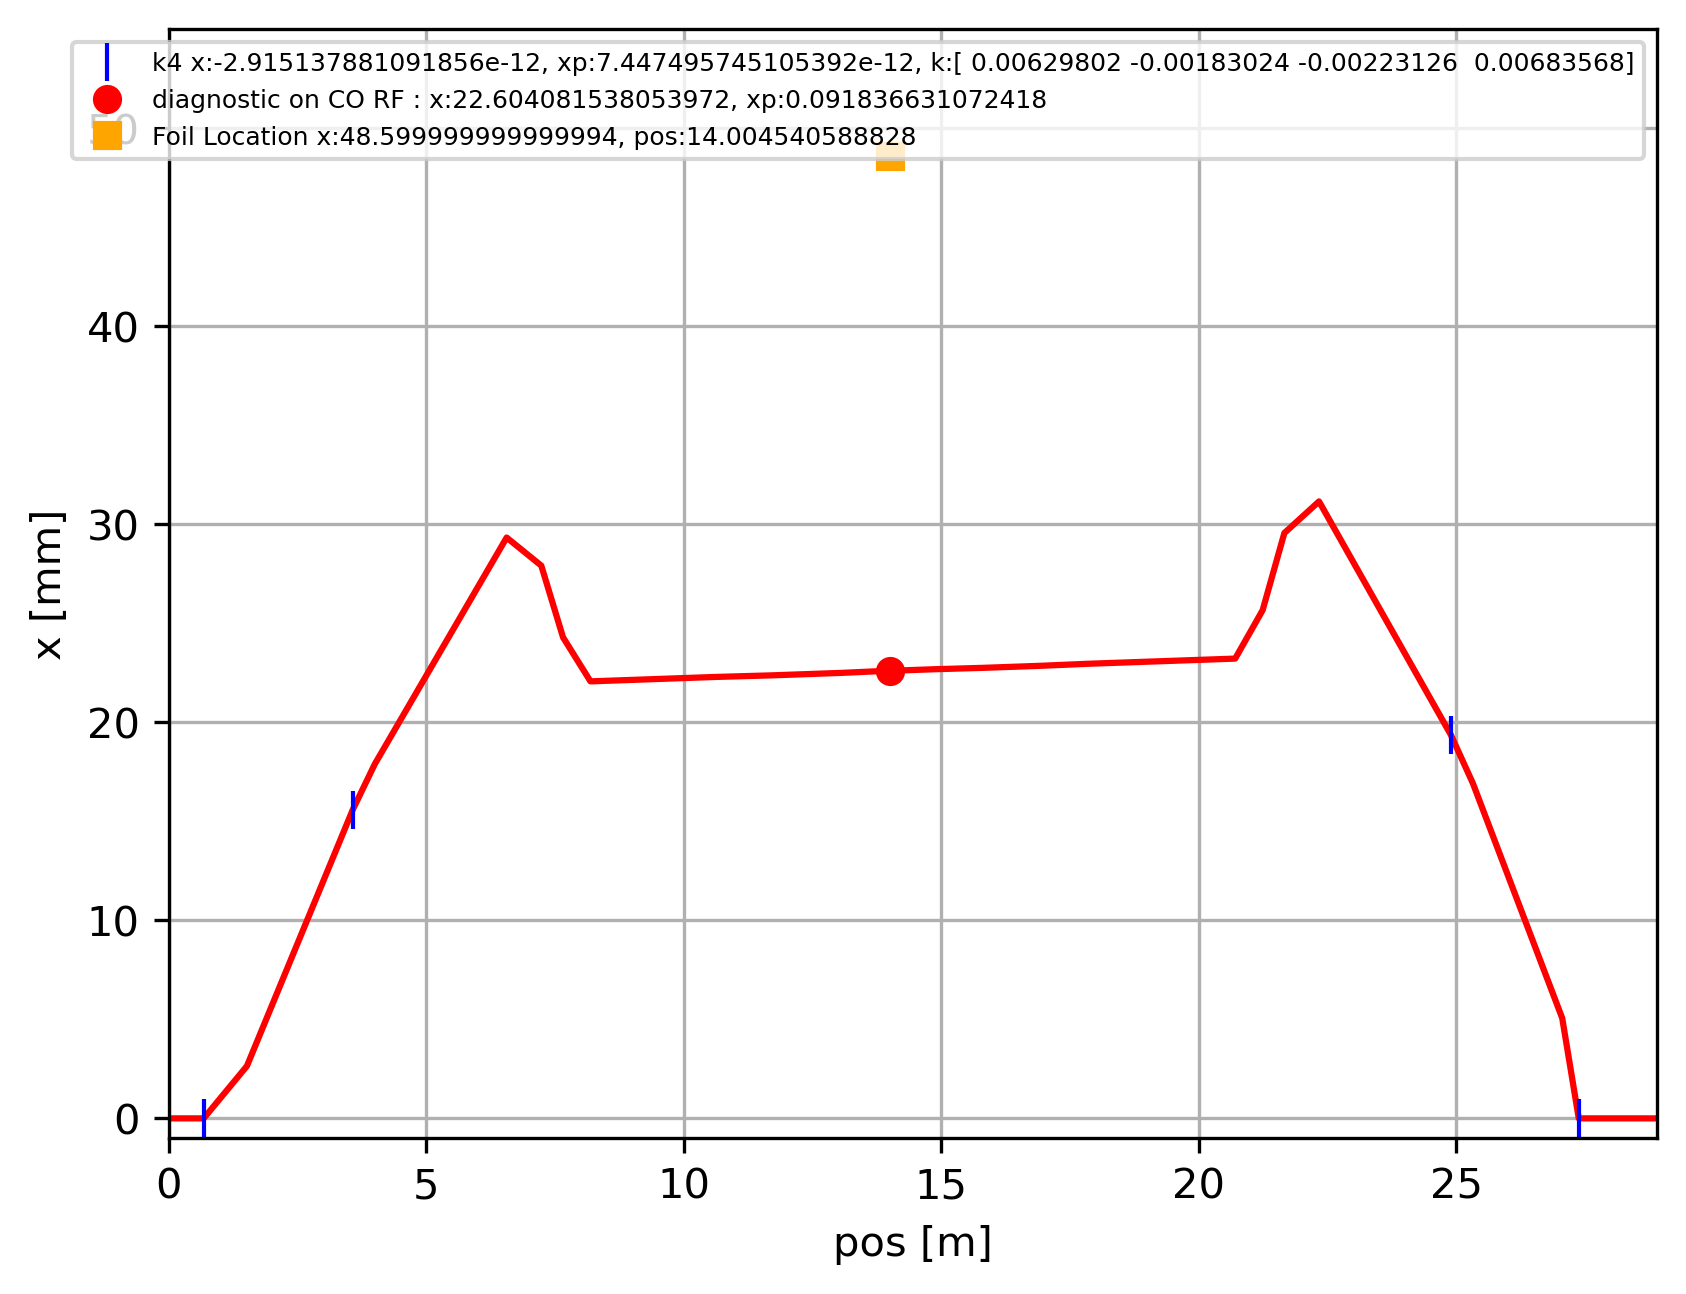 k4 x:-2.915137881091856e-12, xp:7.447495745105392e-12, k:[ 0.00629802 -0.00183024 -0.00223126  0.00683568]
diagnostic on CO RF : x:22.604081538053972, xp:0.091836631072418
Foil Location x:48.599999999999994, pos:14.004540588828
50
40
30
20
10
0
x [mm]
0 5 10 15 20 25
pos [m]